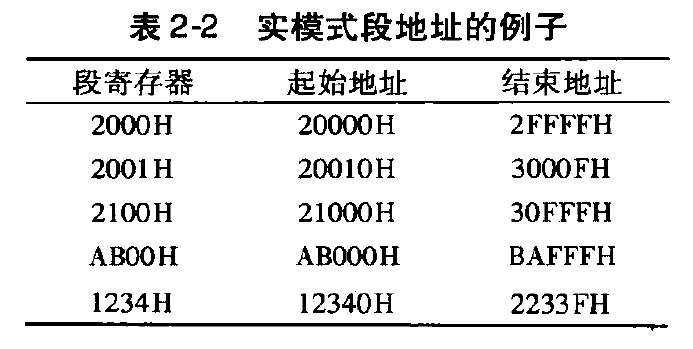 表2-2 实模式段地址的例子
段寄存器 起始地址 结束地址
2000H 20000H 2FFFFH
2001H 20010H 3000FH
2100H 21000H 30FFFH
AB00H AB000H BAFFFH
1234H 12340H 2233FH